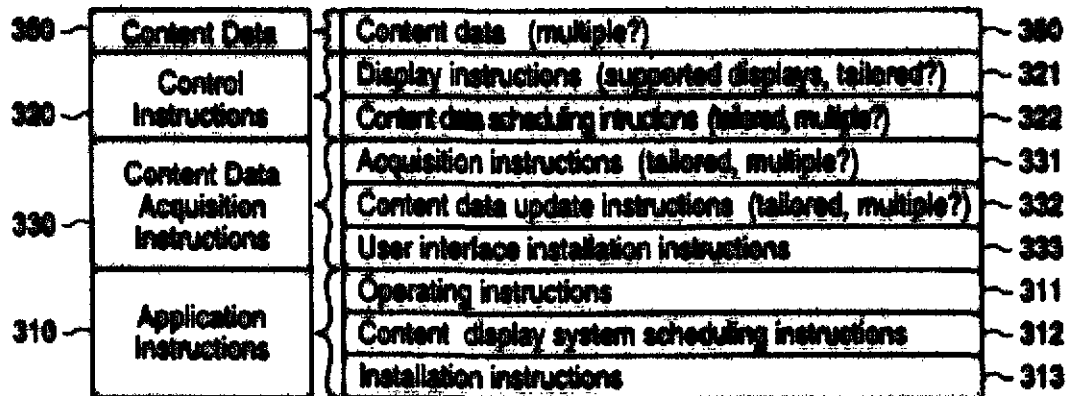 350 Content Data Content data (multiple?) 350
320 Control Instructions
Display instructions (supported displays, tailored?) 321
Content data scheduling intructions (tailored, multiple?) 322
330 Content Data Acquisition Instructions
Acquisition instructions (tailored, multiple?) 331
Content data update instructions (tailored, multiple?) 332
User interface installation instructions 333
310 Application Instructions
Operating instructions 311
Content display system scheduling instructions 312
Installation instructions 313